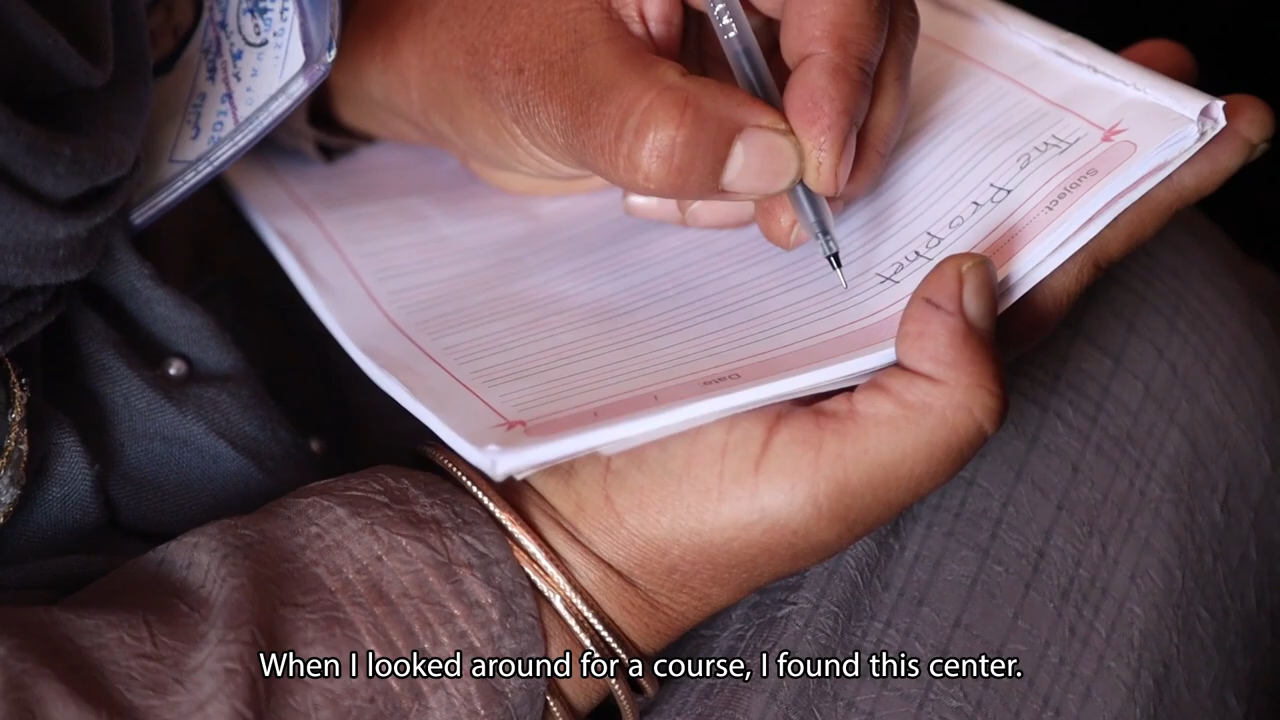 Subject:
The Prophet
Date: / /
When I looked around for a course, I found this center.